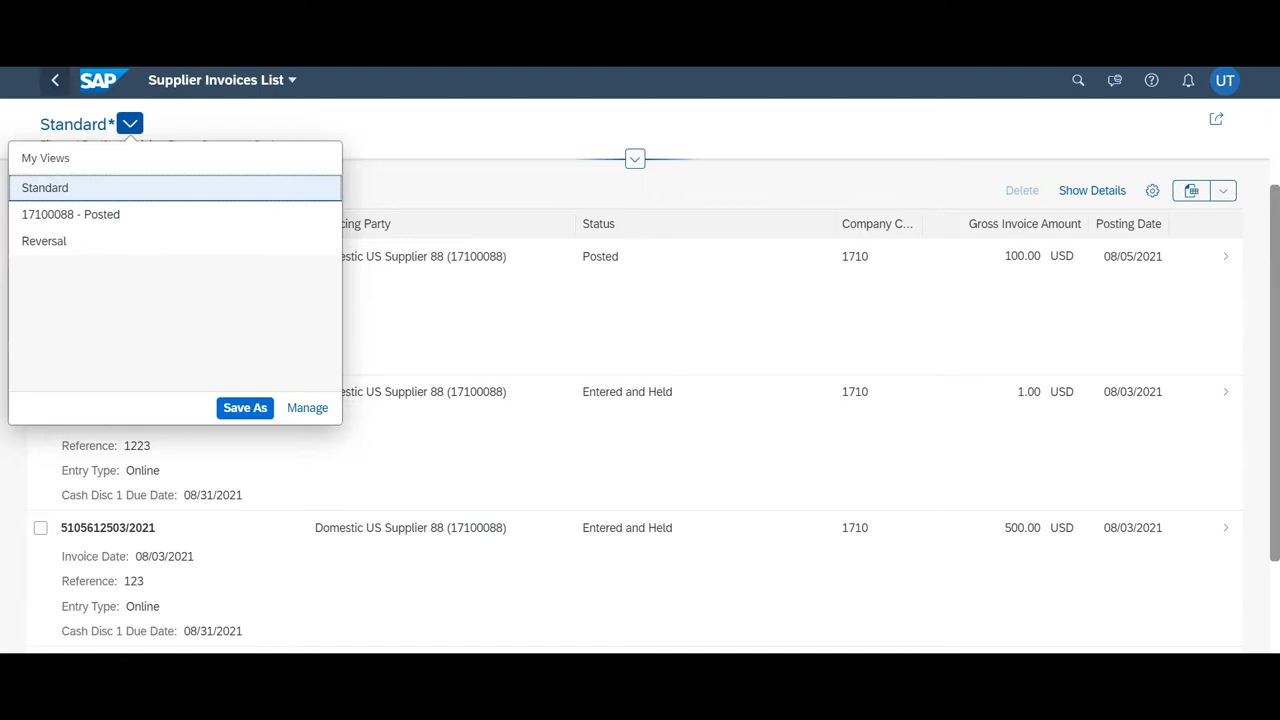 SAP Supplier Invoices List
UT
Standard*
My Views
Standard
17100088 - Posted
Reversal
Save As Manage
Delete Show Details
cing Party Status Company C... Gross Invoice Amount Posting Date
estic US Supplier 88 (17100088) Posted 1710 100.00 USD 08/05/2021
estic US Supplier 88 (17100088) Entered and Held 1710 1.00 USD 08/03/2021
Reference: 1223
Entry Type: Online
Cash Disc 1 Due Date: 08/31/2021
5105612503/2021 Domestic US Supplier 88 (17100088) Entered and Held 1710 500.00 USD 08/03/2021
Invoice Date: 08/03/2021
Reference: 123
Entry Type: Online
Cash Disc 1 Due Date: 08/31/2021